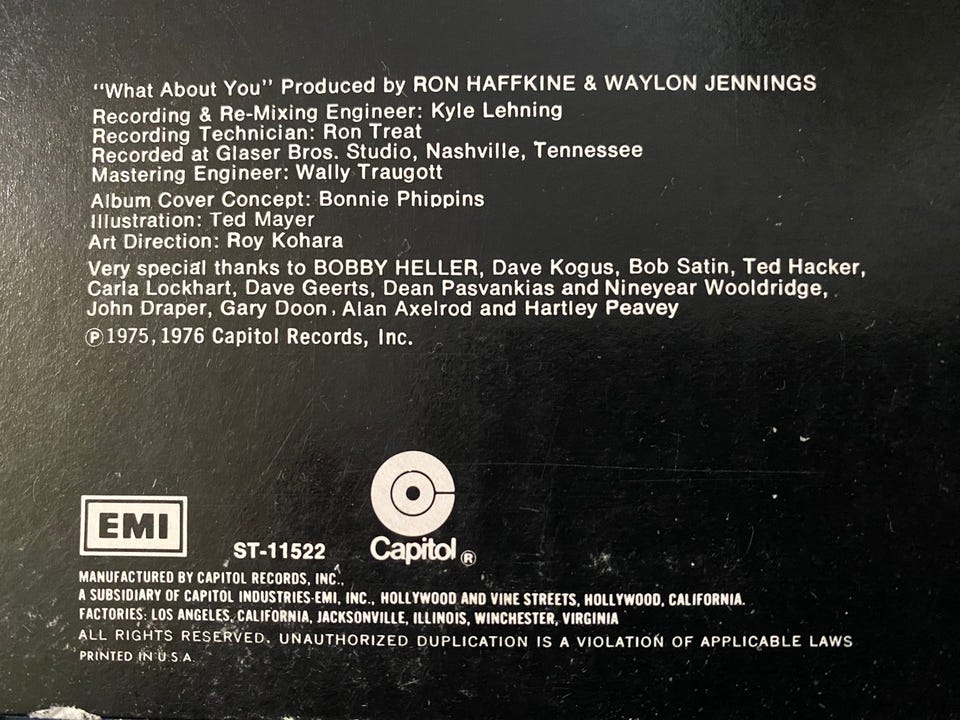 "What About You" Produced by RON HAFFKINE & WAYLON JENNINGS
Recording & Re-Mixing Engineer: Kyle Lehning
Recording Technician: Ron Treat
Recorded at Glaser Bros. Studio, Nashville, Tennessee
Mastering Engineer: Wally Traugott
Album Cover Concept: Bonnie Phippins
Illustration: Ted Mayer
Art Direction: Roy Kohara
Very special thanks to BOBBY HELLER, Dave Kogus, Bob Satin, Ted Hacker,
Carla Lockhart, Dave Geerts, Dean Pasvankias and Nineyear Wooldridge,
John Draper, Gary Doon, Alan Axelrod and Hartley Peavey
℗1975, 1976 Capitol Records, Inc.
EMI
ST-11522
Capitol®
MANUFACTURED BY CAPITOL RECORDS, INC.,
A SUBSIDIARY OF CAPITOL INDUSTRIES-EMI, INC., HOLLYWOOD AND VINE STREETS, HOLLYWOOD, CALIFORNIA.
FACTORIES: LOS ANGELES, CALIFORNIA, JACKSONVILLE, ILLINOIS, WINCHESTER, VIRGINIA
ALL RIGHTS RESERVED. UNAUTHORIZED DUPLICATION IS A VIOLATION OF APPLICABLE LAWS
PRINTED IN U.S.A.